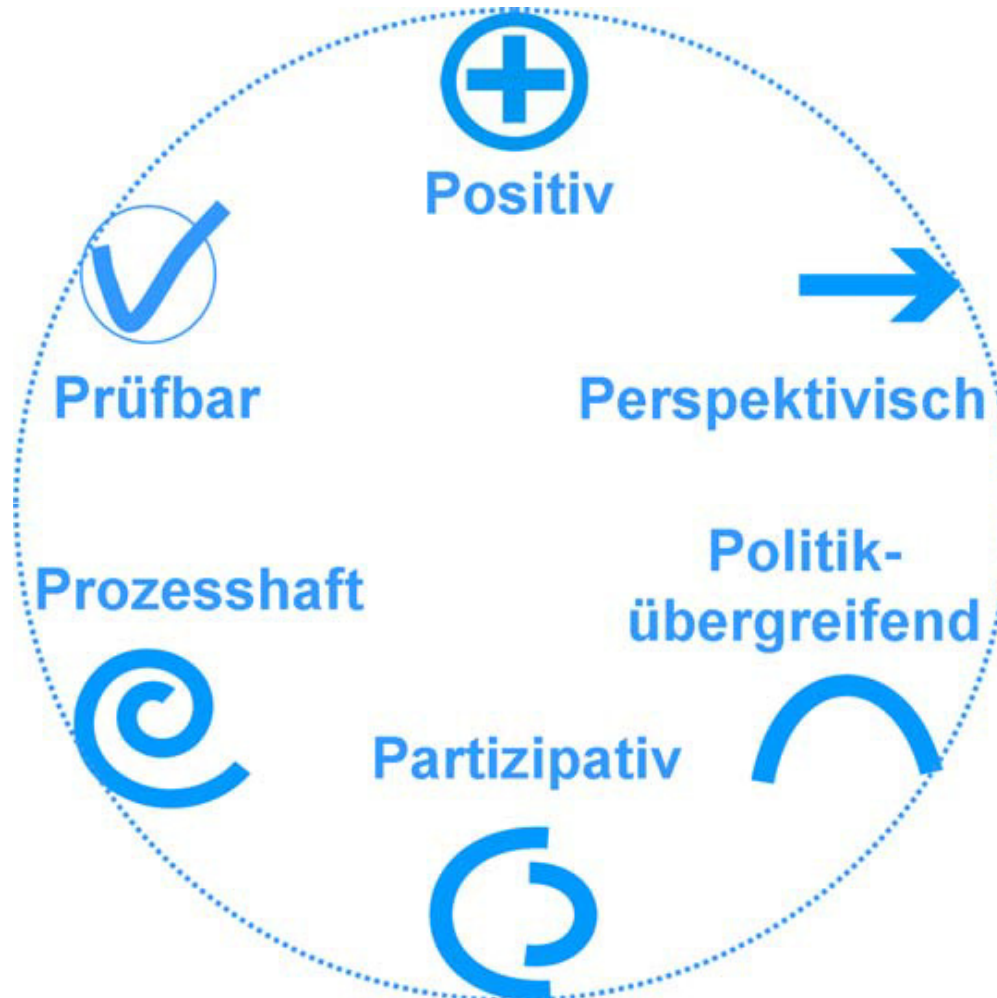 Positiv
Perspektivisch
Politik-
übergreifend
Partizipativ
Prozesshaft
Prüfbar